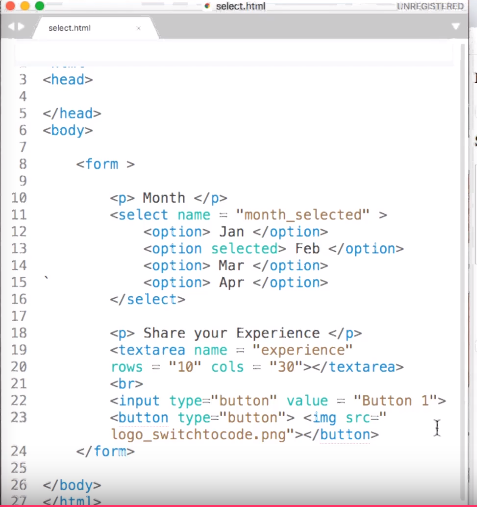 select.html
UNREGISTERED
select.html
3 <head>
4
5 </head>
6 <body>
7
8 <form >
9
10 <p> Month </p>
11 <select name = "month_selected" >
12 <option> Jan </option>
13 <option selected> Feb </option>
14 <option> Mar </option>
15 ` <option> Apr </option>
16 </select>
17
18 <p> Share your Experience </p>
19 <textarea name = "experience"
20 rows = "10" cols = "30"></textarea>
21 <br>
22 <input type="button" value = "Button 1">
23 <button type="button"> <img src="
logo_switchtocode.png"></button>
24 </form>
25
26 </body>
27 </html>